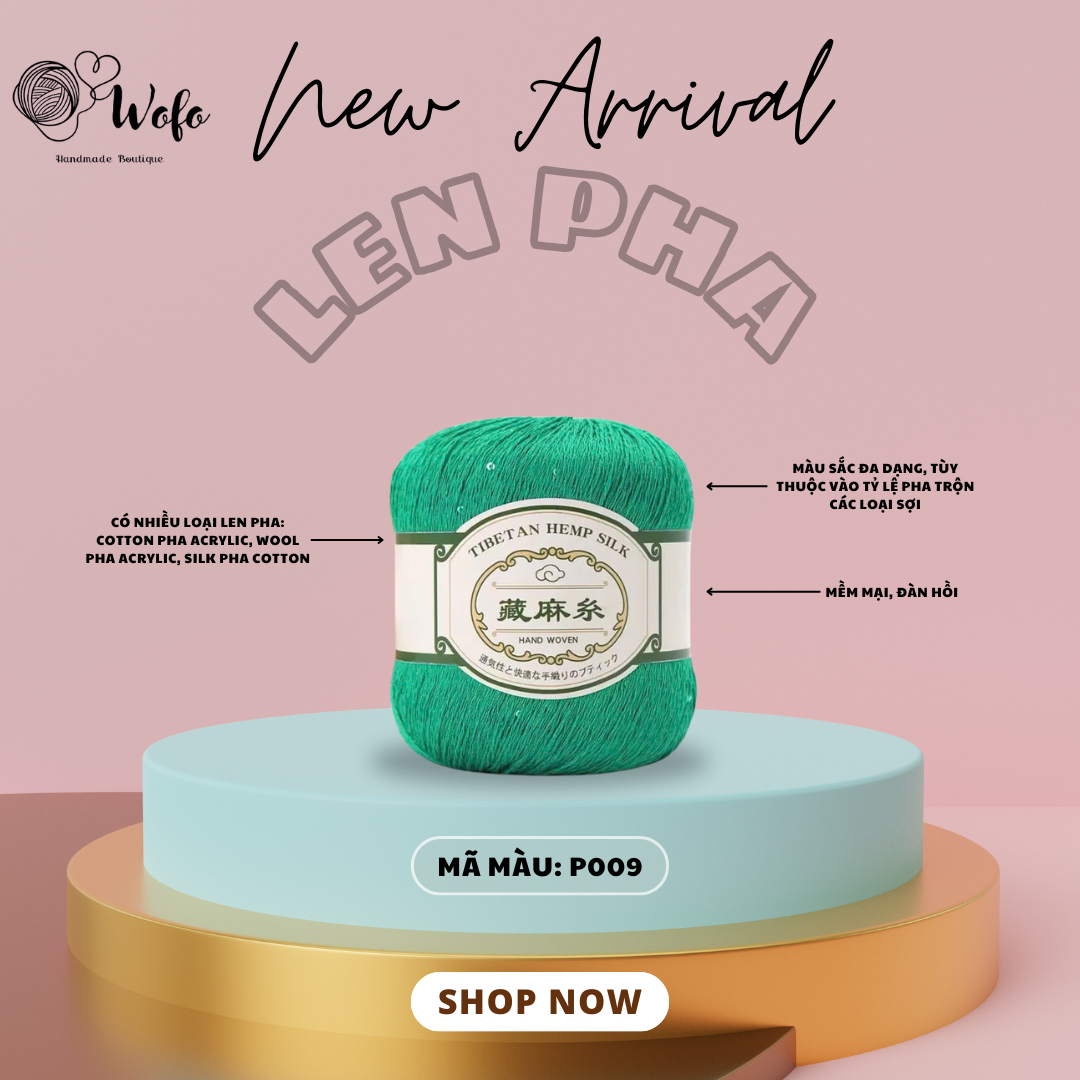 Wofo
Handmade Boutique
New Arrival
LEN PHA
MÀU SẮC ĐA DẠNG, TÙY
THUỘC VÀO TỶ LỆ PHA TRỘN
CÁC LOẠI SỢI
CÓ NHIỀU LOẠI LEN PHA:
COTTON PHA ACRYLIC, WOOL
PHA ACRYLIC, SILK PHA COTTON
MỀM MẠI, ĐÀN HỒI
TIBETAN HEMP SILK
藏麻糸
HAND WOVEN
通気性と快適な手織りのブティック
MÃ MÀU: P009
SHOP NOW